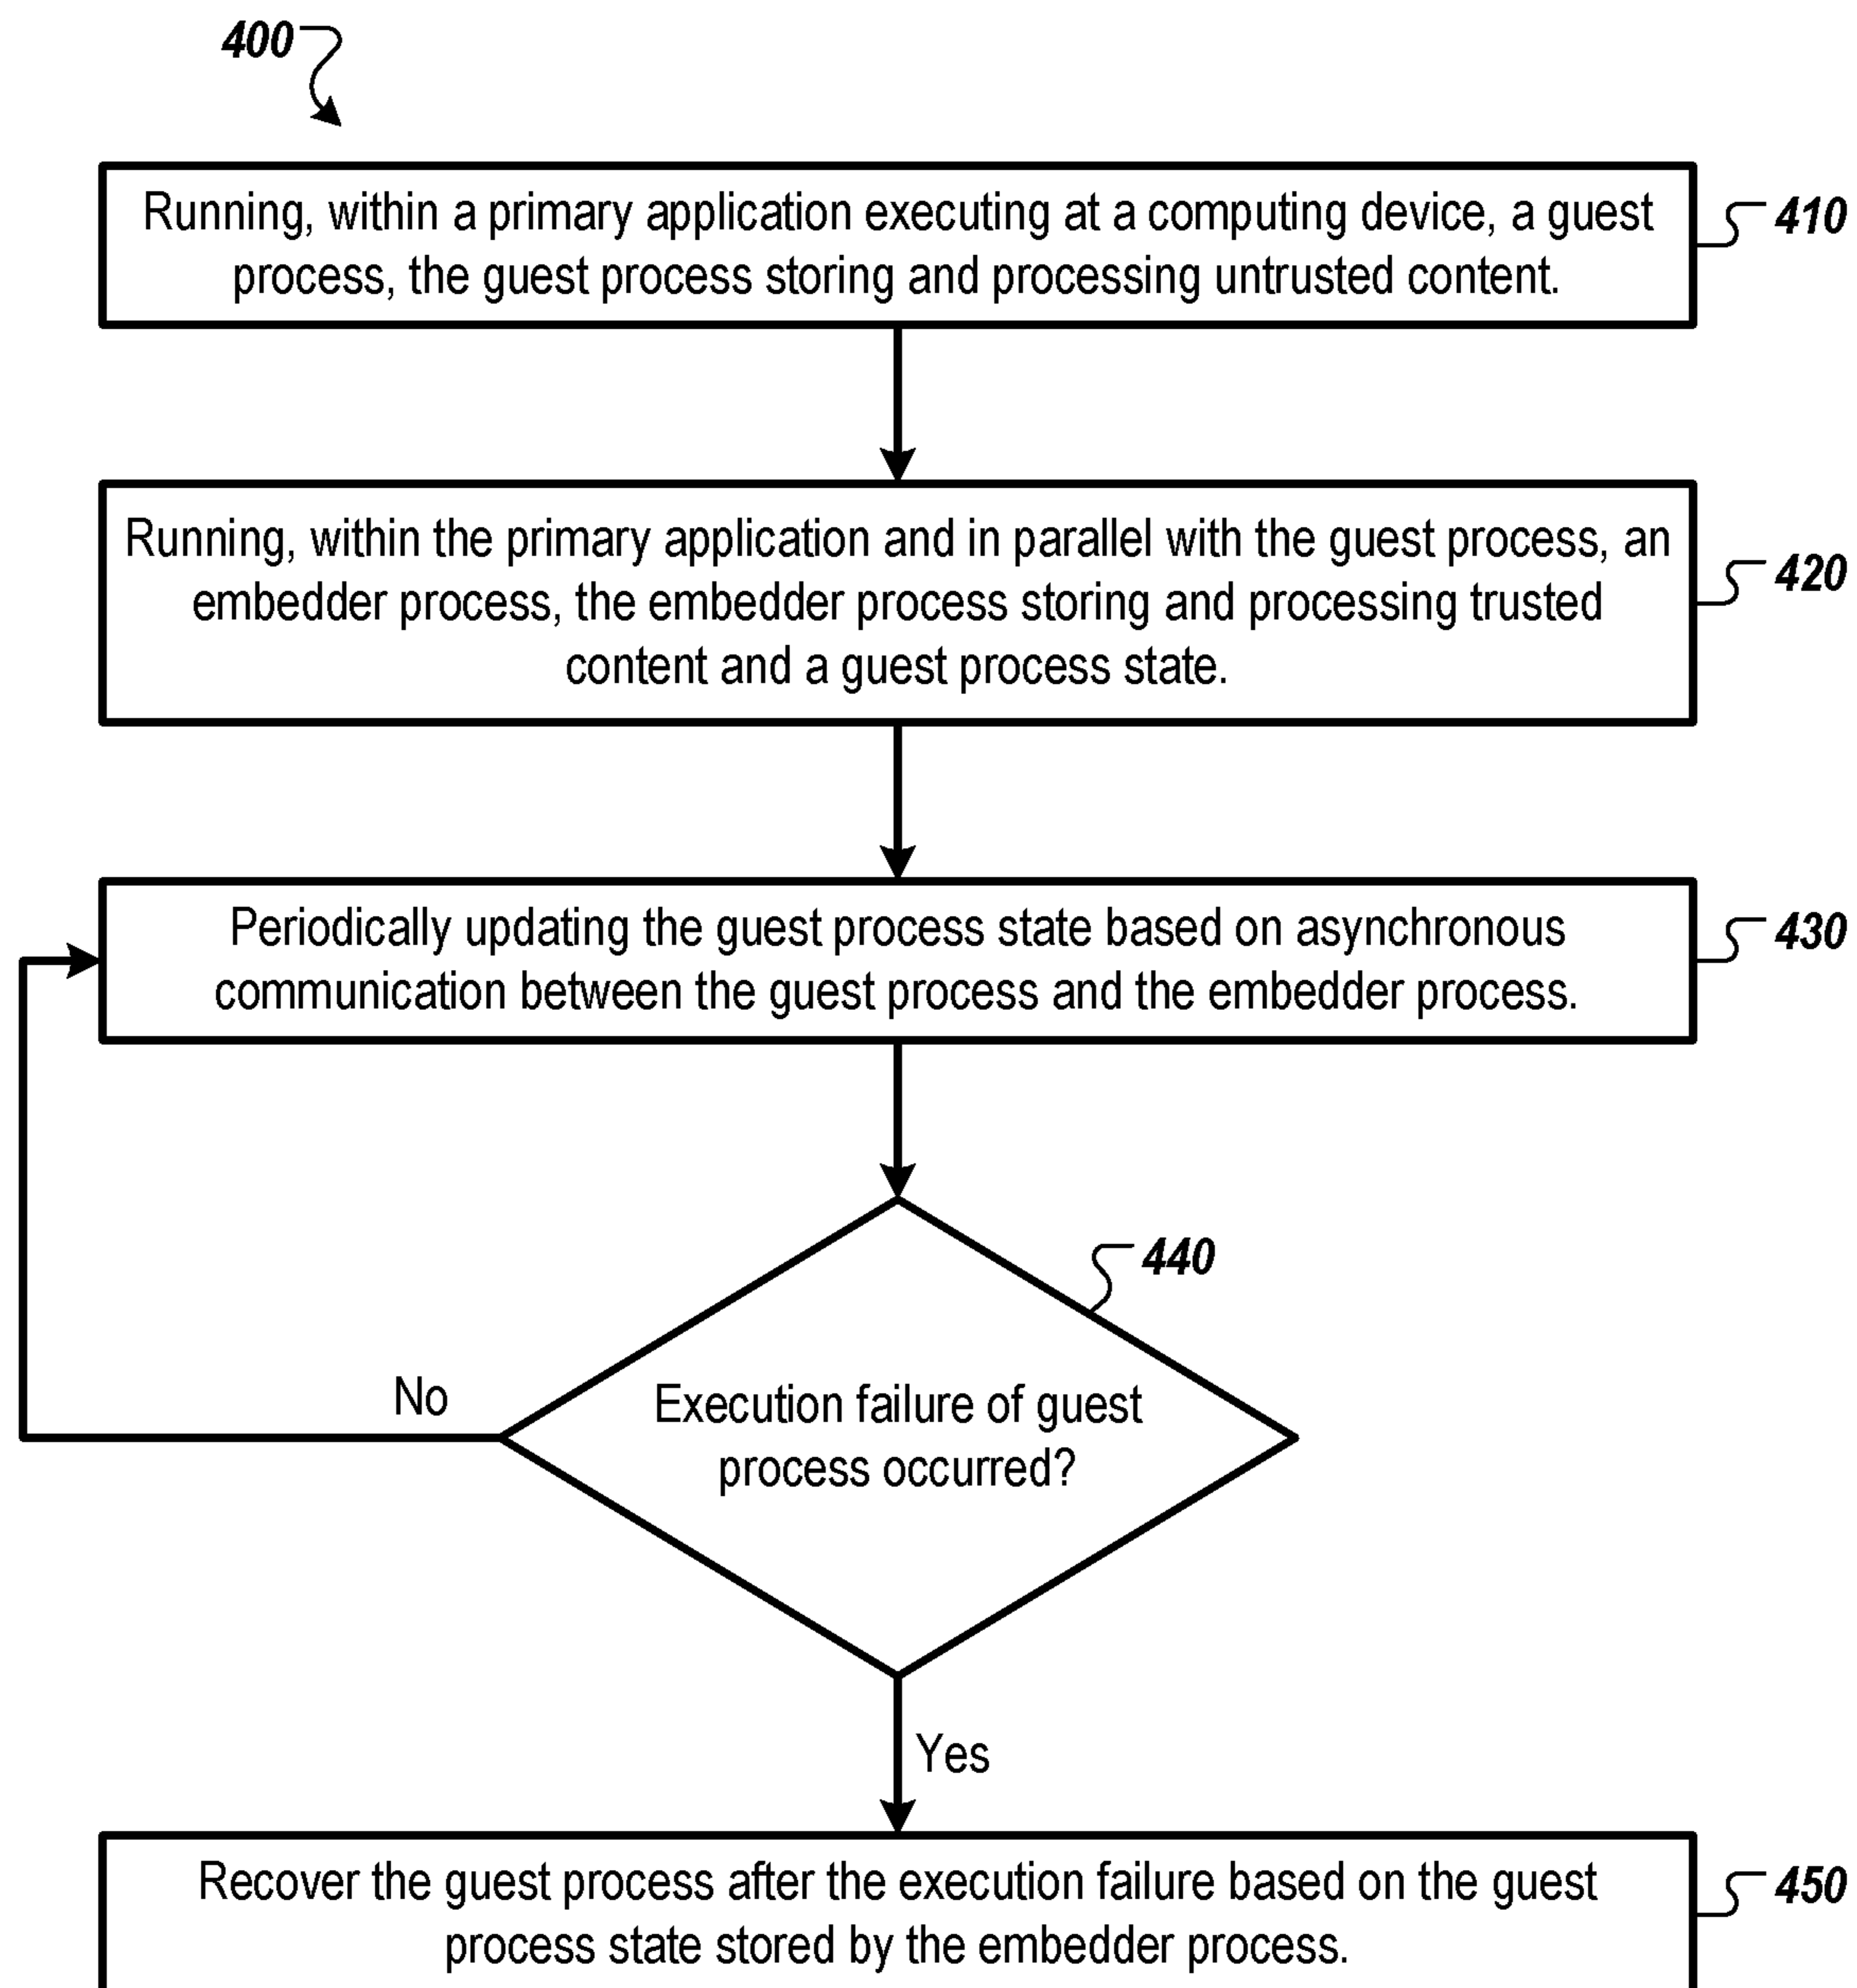 400
Running, within a primary application executing at a computing device, a guest
process, the guest process storing and processing untrusted content.
410
Running, within the primary application and in parallel with the guest process, an
embedder process, the embedder process storing and processing trusted
content and a guest process state.
420
Periodically updating the guest process state based on asynchronous
communication between the guest process and the embedder process.
430
440
Execution failure of guest
process occurred?
No
Yes
Recover the guest process after the execution failure based on the guest
process state stored by the embedder process.
450